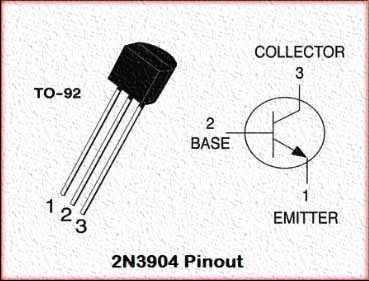 TO-92
1
2
3
COLLECTOR
3
2
BASE
1
EMITTER
2N3904 Pinout